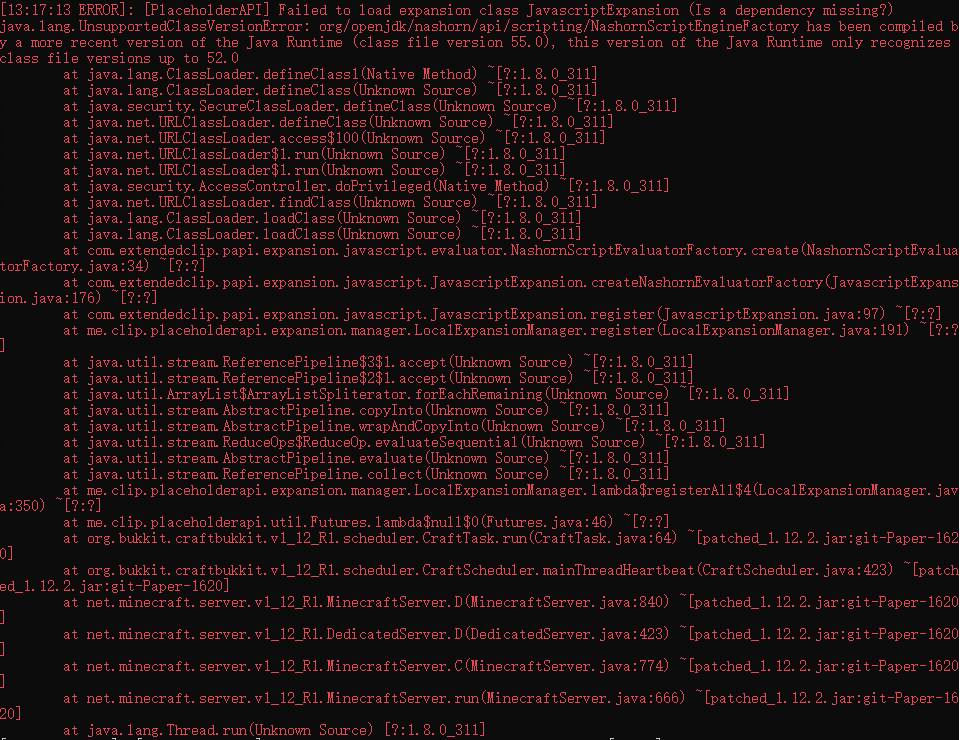 [13:17:13 ERROR]: [PlaceholderAPI] Failed to load expansion class JavascriptExpansion (Is a dependency missing?)
java.lang.UnsupportedClassVersionError: org/openjdk/nashorn/api/scripting/NashornScriptEngineFactory has been compiled b
y a more recent version of the Java Runtime (class file version 55.0), this version of the Java Runtime only recognizes
class file versions up to 52.0
at java.lang.ClassLoader.defineClass1(Native Method) ~[?:1.8.0_311]
at java.lang.ClassLoader.defineClass(Unknown Source) ~[?:1.8.0_311]
at java.security.SecureClassLoader.defineClass(Unknown Source) ~[?:1.8.0_311]
at java.net.URLClassLoader.defineClass(Unknown Source) ~[?:1.8.0_311]
at java.net.URLClassLoader.access$100(Unknown Source) ~[?:1.8.0_311]
at java.net.URLClassLoader$1.run(Unknown Source) ~[?:1.8.0_311]
at java.net.URLClassLoader$1.run(Unknown Source) ~[?:1.8.0_311]
at java.security.AccessController.doPrivileged(Native Method) ~[?:1.8.0_311]
at java.net.URLClassLoader.findClass(Unknown Source) ~[?:1.8.0_311]
at java.lang.ClassLoader.loadClass(Unknown Source) ~[?:1.8.0_311]
at java.lang.ClassLoader.loadClass(Unknown Source) ~[?:1.8.0_311]
at com.extendedclip.papi.expansion.javascript.evaluator.NashornScriptEvaluatorFactory.create(NashornScriptEvalua
torFactory.java:34) ~[?:?]
at com.extendedclip.papi.expansion.javascript.JavascriptExpansion.createNashornEvaluatorFactory(JavascriptExpans
ion.java:176) ~[?:?]
at com.extendedclip.papi.expansion.javascript.JavascriptExpansion.register(JavascriptExpansion.java:97) ~[?:?]
at me.clip.placeholderapi.expansion.manager.LocalExpansionManager.register(LocalExpansionManager.java:191) ~[?:?
]
at java.util.stream.ReferencePipeline$3$1.accept(Unknown Source) ~[?:1.8.0_311]
at java.util.stream.ReferencePipeline$2$1.accept(Unknown Source) ~[?:1.8.0_311]
at java.util.ArrayList$ArrayListSpliterator.forEachRemaining(Unknown Source) ~[?:1.8.0_311]
at java.util.stream.AbstractPipeline.copyInto(Unknown Source) ~[?:1.8.0_311]
at java.util.stream.AbstractPipeline.wrapAndCopyInto(Unknown Source) ~[?:1.8.0_311]
at java.util.stream.ReduceOps$ReduceOp.evaluateSequential(Unknown Source) ~[?:1.8.0_311]
at java.util.stream.AbstractPipeline.evaluate(Unknown Source) ~[?:1.8.0_311]
at java.util.stream.ReferencePipeline.collect(Unknown Source) ~[?:1.8.0_311]
at me.clip.placeholderapi.expansion.manager.LocalExpansionManager.lambda$registerAll$4(LocalExpansionManager.jav
a:350) ~[?:?]
at me.clip.placeholderapi.util.Futures.lambda$null$0(Futures.java:46) ~[?:?]
at org.bukkit.craftbukkit.v1_12_R1.scheduler.CraftTask.run(CraftTask.java:64) ~[patched_1.12.2.jar:git-Paper-162
0]
at org.bukkit.craftbukkit.v1_12_R1.scheduler.CraftScheduler.mainThreadHeartbeat(CraftScheduler.java:423) ~[patch
ed_1.12.2.jar:git-Paper-1620]
at net.minecraft.server.v1_12_R1.MinecraftServer.D(MinecraftServer.java:840) ~[patched_1.12.2.jar:git-Paper-1620
]
at net.minecraft.server.v1_12_R1.DedicatedServer.D(DedicatedServer.java:423) ~[patched_1.12.2.jar:git-Paper-1620
]
at net.minecraft.server.v1_12_R1.MinecraftServer.C(MinecraftServer.java:774) ~[patched_1.12.2.jar:git-Paper-1620
]
at net.minecraft.server.v1_12_R1.MinecraftServer.run(MinecraftServer.java:666) ~[patched_1.12.2.jar:git-Paper-16
20]
at java.lang.Thread.run(Unknown Source) [?:1.8.0_311]